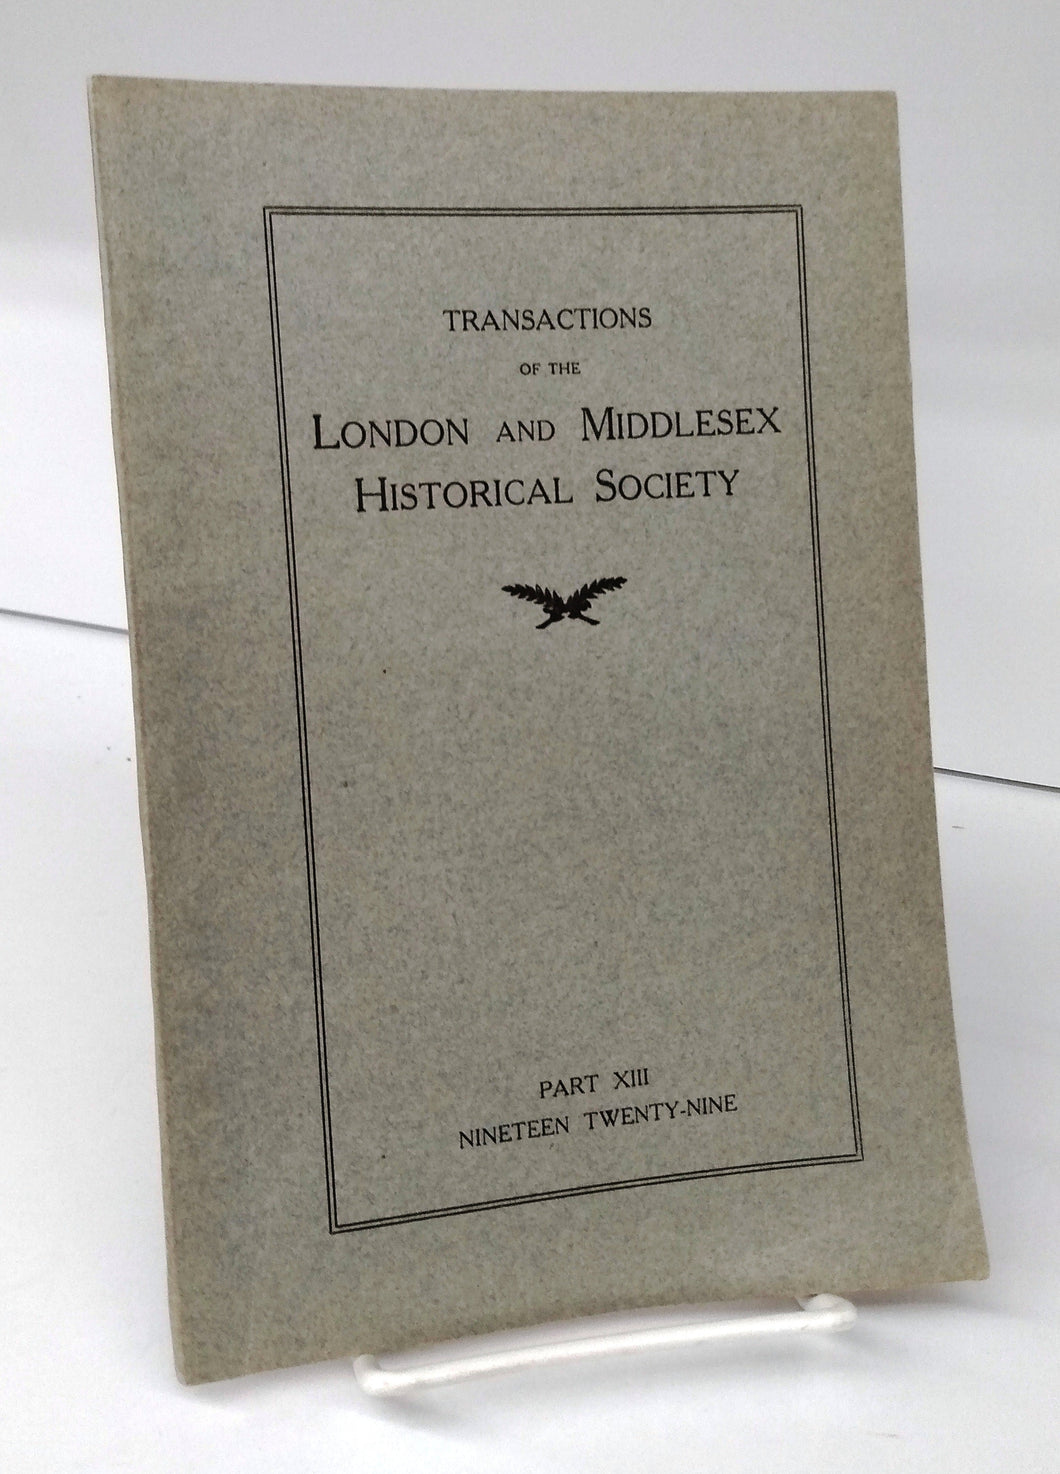 TRANSACTIONS
OF THE
LONDON AND MIDDLESEX
HISTORICAL SOCIETY
PART XIII
NINETEEN TWENTY-NINE